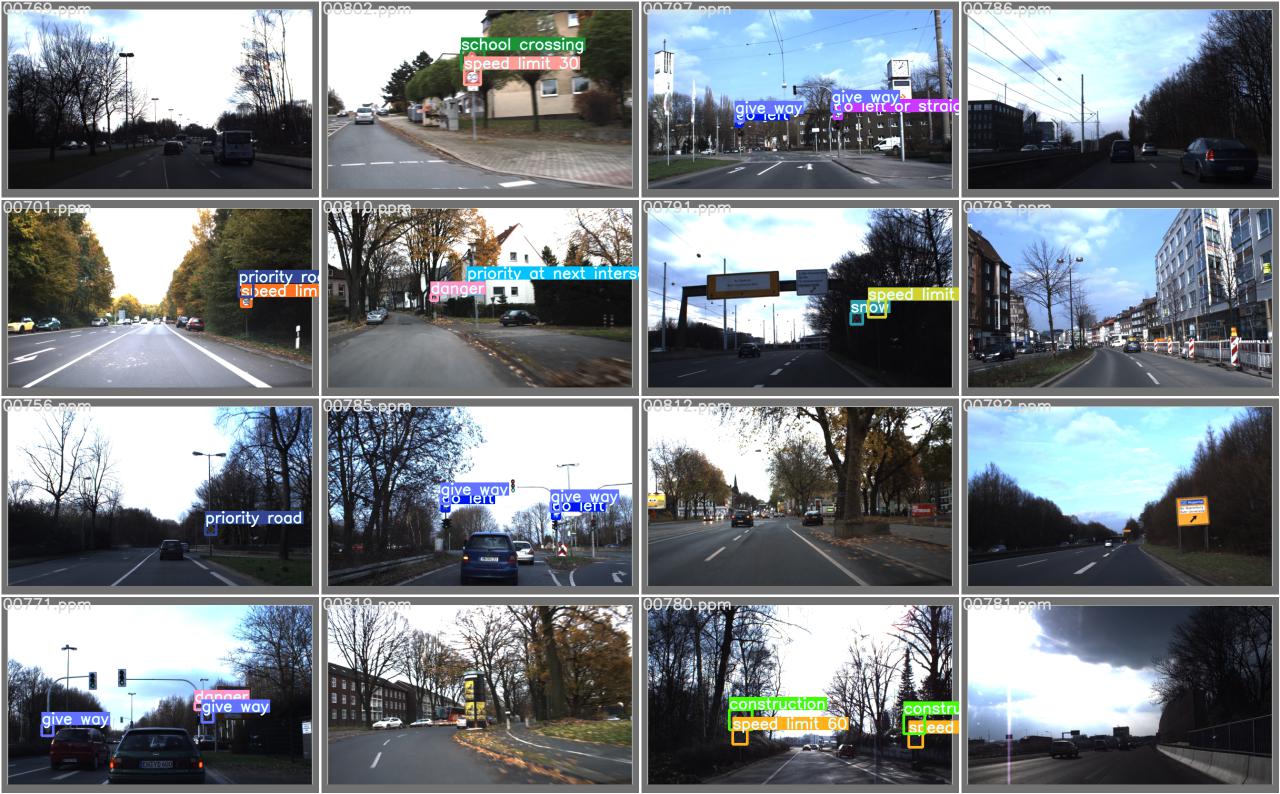 00769.ppm
00802.ppm
school crossing
speed limit 30
00797.ppm
give way
go left
give way
go left or straig
00786.ppm
00701.ppm
priority roa
speed lim
00810.ppm
priority at next interse
danger
00791.ppm
speed limit
snow
00793.ppm
00756.ppm
priority road
00785.ppm
give way
go left
give way
go left
00812.ppm
00792.ppm
00771.ppm
danger
give way
give way
00819.ppm
00780.ppm
construction
speed limit 60
constru
speed
00781.ppm